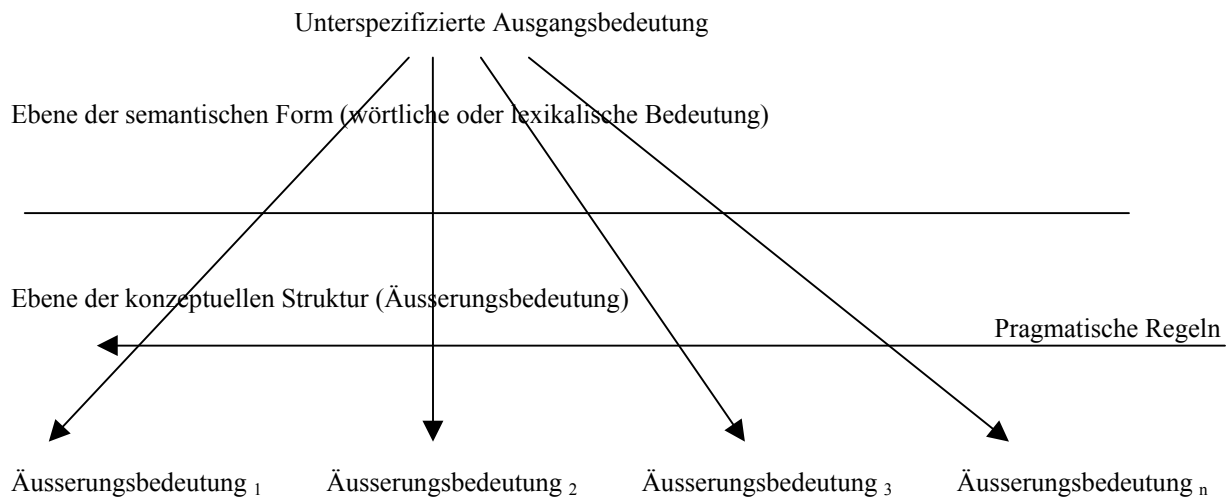 Unterspezifizierte Ausgangsbedeutung
Ebene der semantischen Form (wörtliche oder lexikalische Bedeutung)
Ebene der konzeptuellen Struktur (Äusserungsbedeutung)
Pragmatische Regeln
Äusserungsbedeutung 1 Äusserungsbedeutung 2 Äusserungsbedeutung 3 Äusserungsbedeutung n